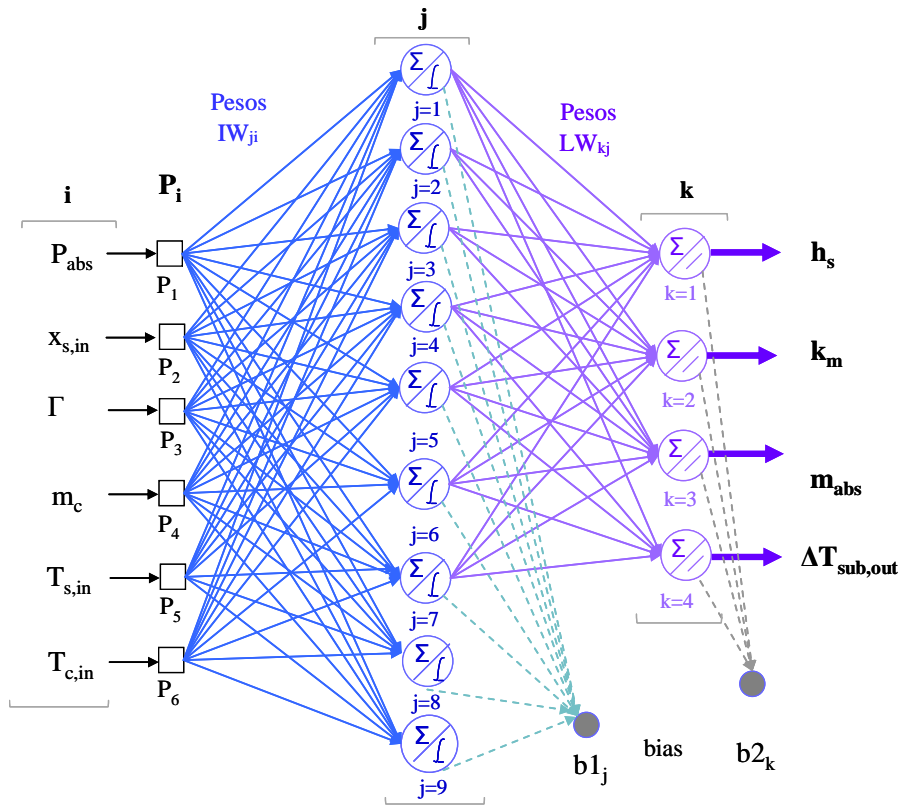 j
Σ
j=1
Pesos
IW_ji
Pesos
LW_kj
Σ
j=2
i
P_i
k
Σ
j=3
P_abs
P_1
Σ
k=1
h_s
Σ
j=4
x_s,in
P_2
Σ
k=2
k_m
Σ
j=5
Γ
P_3
Σ
k=3
m_abs
Σ
j=6
m_c
P_4
Σ
k=4
ΔT_sub,out
Σ
j=7
T_s,in
P_5
Σ
j=8
T_c,in
P_6
Σ
j=9
b1_j
bias
b2_k